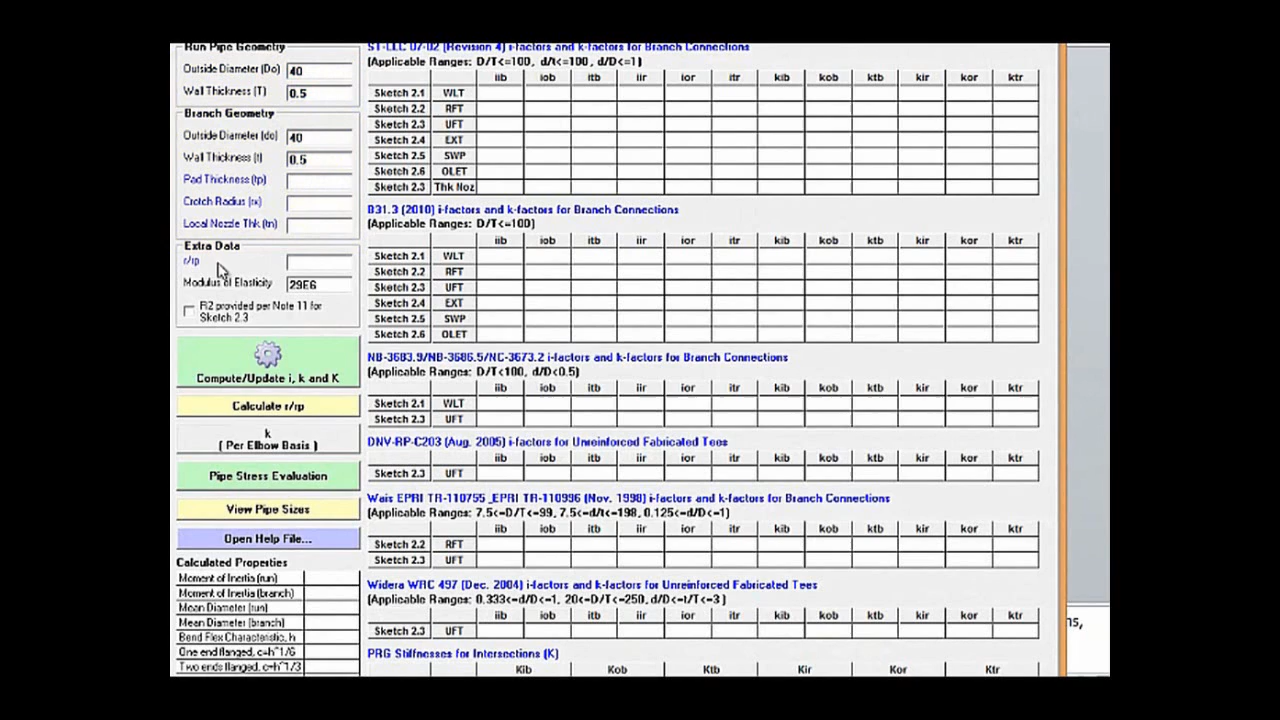 Run Pipe Geometry
Outside Diameter (Do) 40
Wall Thickness (T) 0.5
Branch Geometry
Outside Diameter (do) 40
Wall Thickness (t) 0.5
Pad Thickness (tp)
Crotch Radius (rx)
Local Nozzle Thk (tn)
Extra Data
r/rp
Modulus of Elasticity 29E6
R2 provided per Note 11 for
Sketch 2.3
Compute/Update i, k and K
Calculate r/rp
k
( Per Elbow Basis )
Pipe Stress Evaluation
View Pipe Sizes
Open Help File...
Calculated Properties
Moment of Inertia (run)
Moment of Inertia (branch)
Mean Diameter (run)
Mean Diameter (branch)
Bend Flex Characteristic, h
One end flanged, c=h^1/6
Two ends flanged, c=h^1/3
ST-LLC 07-02 (Revision 4) i-factors and k-factors for Branch Connections
(Applicable Ranges: D/T<=100, d/t<=100, d/D<=1)
iib iob itb iir ior itr kib kob ktb kir kor ktr
Sketch 2.1 WLT
Sketch 2.2 RFT
Sketch 2.3 UFT
Sketch 2.4 EXT
Sketch 2.5 SWP
Sketch 2.6 OLET
Sketch 2.3 Thk Noz
B31.3 (2010) i-factors and k-factors for Branch Connections
(Applicable Ranges: D/T<=100)
iib iob itb iir ior itr kib kob ktb kir kor ktr
Sketch 2.1 WLT
Sketch 2.2 RFT
Sketch 2.3 UFT
Sketch 2.4 EXT
Sketch 2.5 SWP
Sketch 2.6 OLET
NB-3683.9/NB-3686.5/NC-3673.2 i-factors and k-factors for Branch Connections
(Applicable Ranges: D/T<100, d/D<0.5)
iib iob itb iir ior itr kib kob ktb kir kor ktr
Sketch 2.1 WLT
Sketch 2.3 UFT
DNV-RP-C203 (Aug. 2005) i-factors for Unreinforced Fabricated Tees
iib iob itb iir ior itr kib kob ktb kir kor ktr
Sketch 2.3 UFT
Wais EPRI TR-110755 _EPRI TR-110996 (Nov. 1998) i-factors and k-factors for Branch Connections
(Applicable Ranges: 7.5<=D/T<=99, 7.5<=d/t<=198, 0.125<=d/D<=1)
iib iob itb iir ior itr kib kob ktb kir kor ktr
Sketch 2.2 RFT
Sketch 2.3 UFT
Widera WRC 497 (Dec. 2004) i-factors and k-factors for Unreinforced Fabricated Tees
(Applicable Ranges: 0.333<=d/D<=1, 20<=D/T<=250, d/D<=t/T<=3 )
iib iob itb iir ior itr kib kob ktb kir kor ktr
Sketch 2.3 UFT
PRG Stiffnesses for Intersections (K)
Kib Kob Ktb Kir Kor Ktr